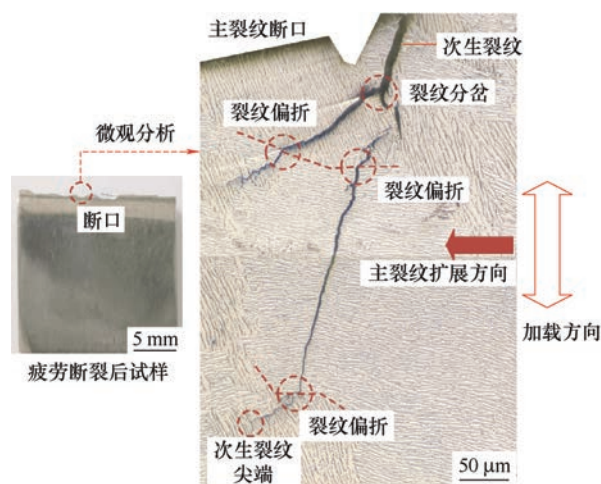 主裂纹断口
次生裂纹
裂纹偏折
裂纹分岔
微观分析
裂纹偏折
断口
主裂纹扩展方向
5 mm
加载方向
疲劳断裂后试样
裂纹偏折
次生裂纹
尖端
50 μm